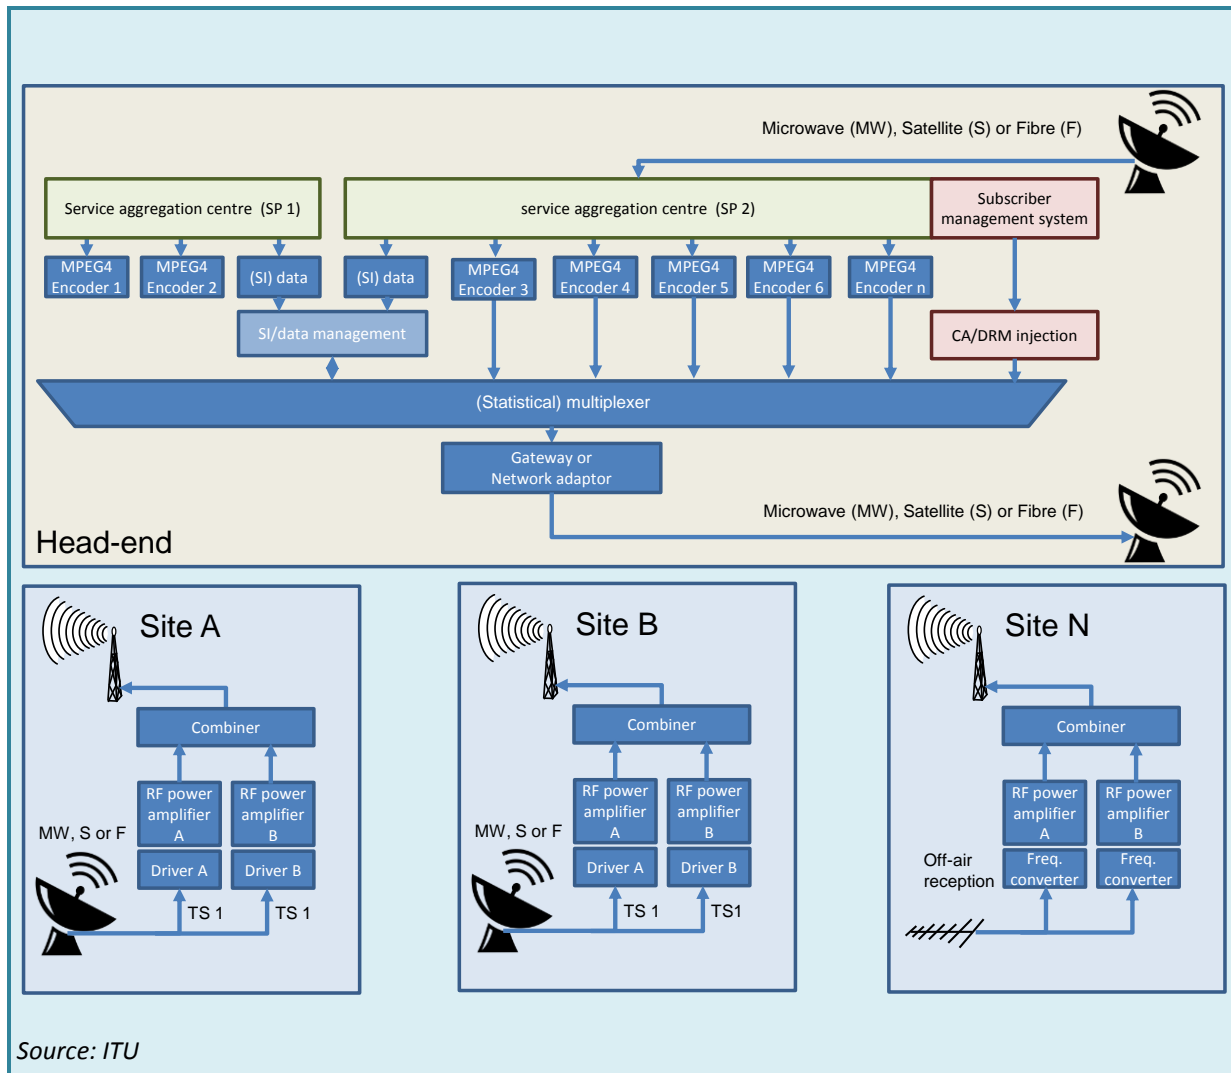 Microwave (MW), Satellite (S) or Fibre (F)
Service aggregation centre (SP 1)
service aggregation centre (SP 2)
Subscriber
management system
MPEG4
Encoder 1
MPEG4
Encoder 2
(SI) data
(SI) data
MPEG4
Encoder 3
MPEG4
Encoder 4
MPEG4
Encoder 5
MPEG4
Encoder 6
MPEG4
Encoder n
SI/data management
CA/DRM injection
(Statistical) multiplexer
Gateway or
Network adaptor
Microwave (MW), Satellite (S) or Fibre (F)
Head-end
Site A
Combiner
RF power
amplifier
A
RF power
amplifier
B
MW, S or F
Driver A
Driver B
TS 1
TS 1
Site B
Combiner
RF power
amplifier
A
RF power
amplifier
B
MW, S or F
Driver A
Driver B
TS 1
TS1
Site N
Combiner
RF power
amplifier
A
RF power
amplifier
B
Off-air
reception
Freq.
converter
Freq.
converter
Source: ITU